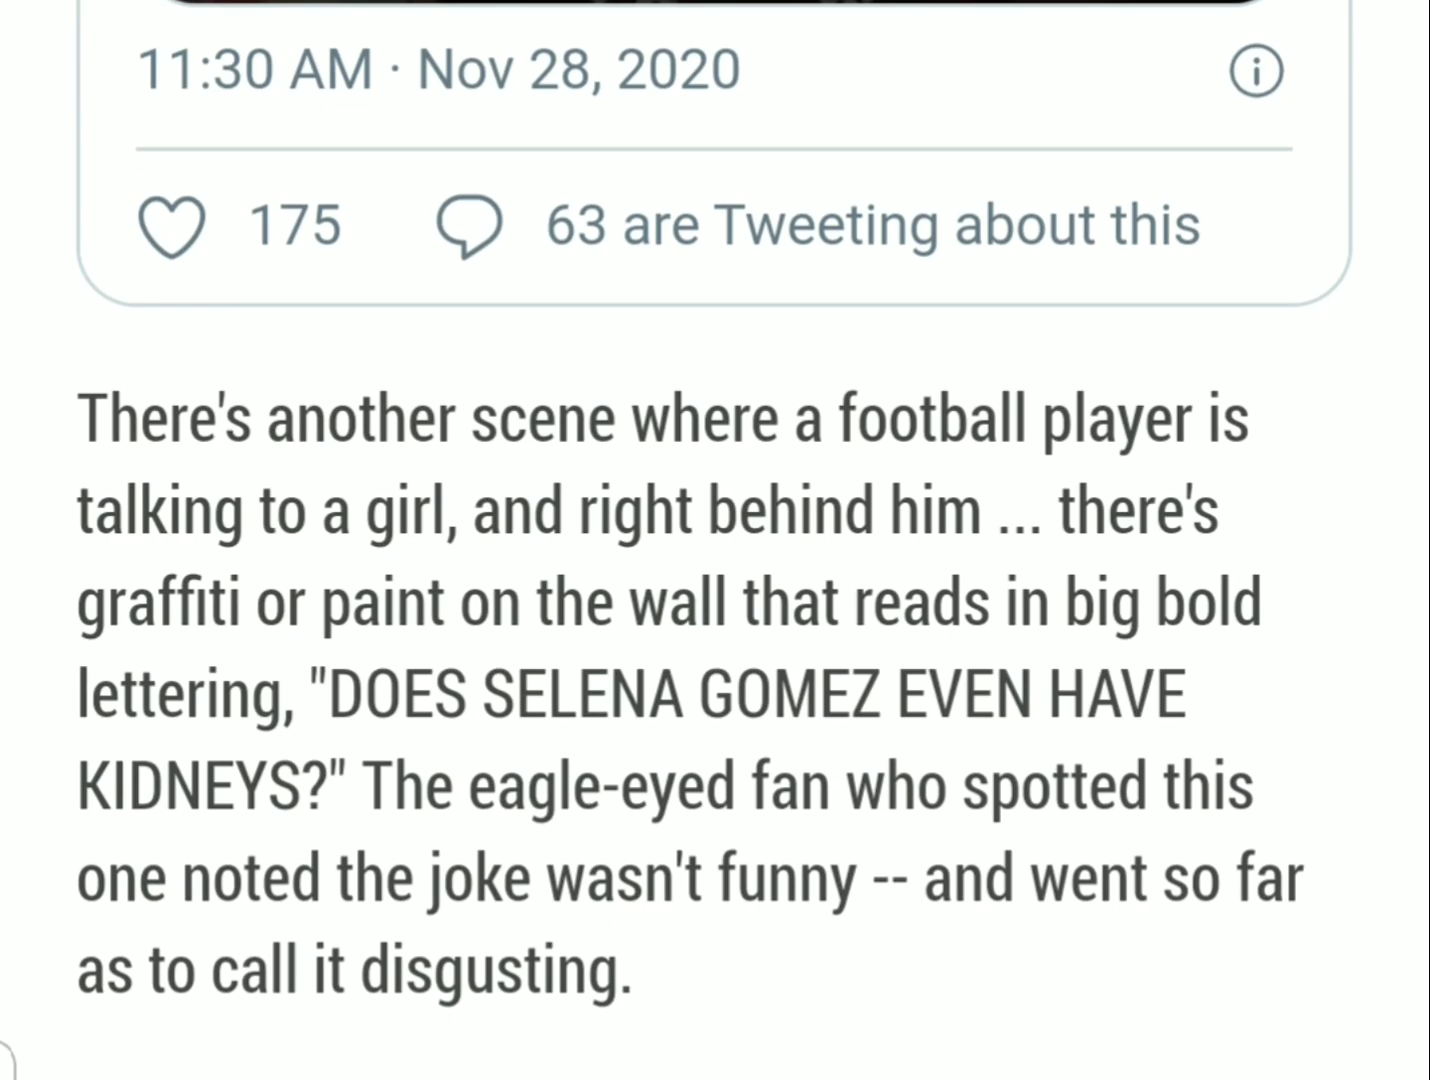 11:30 AM · Nov 28, 2020
175 63 are Tweeting about this
There's another scene where a football player is
talking to a girl, and right behind him ... there's
graffiti or paint on the wall that reads in big bold
lettering, "DOES SELENA GOMEZ EVEN HAVE
KIDNEYS?" The eagle-eyed fan who spotted this
one noted the joke wasn't funny -- and went so far
as to call it disgusting.